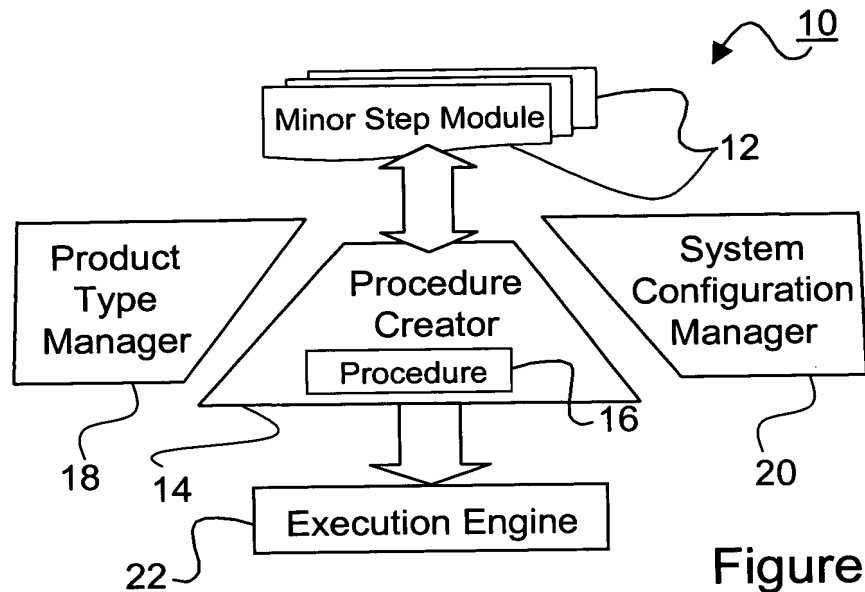 10
Minor Step Module
12
Product
Type
Manager
Procedure
Creator
Procedure
System
Configuration
Manager
16
18
14
20
Execution Engine
22
Figure